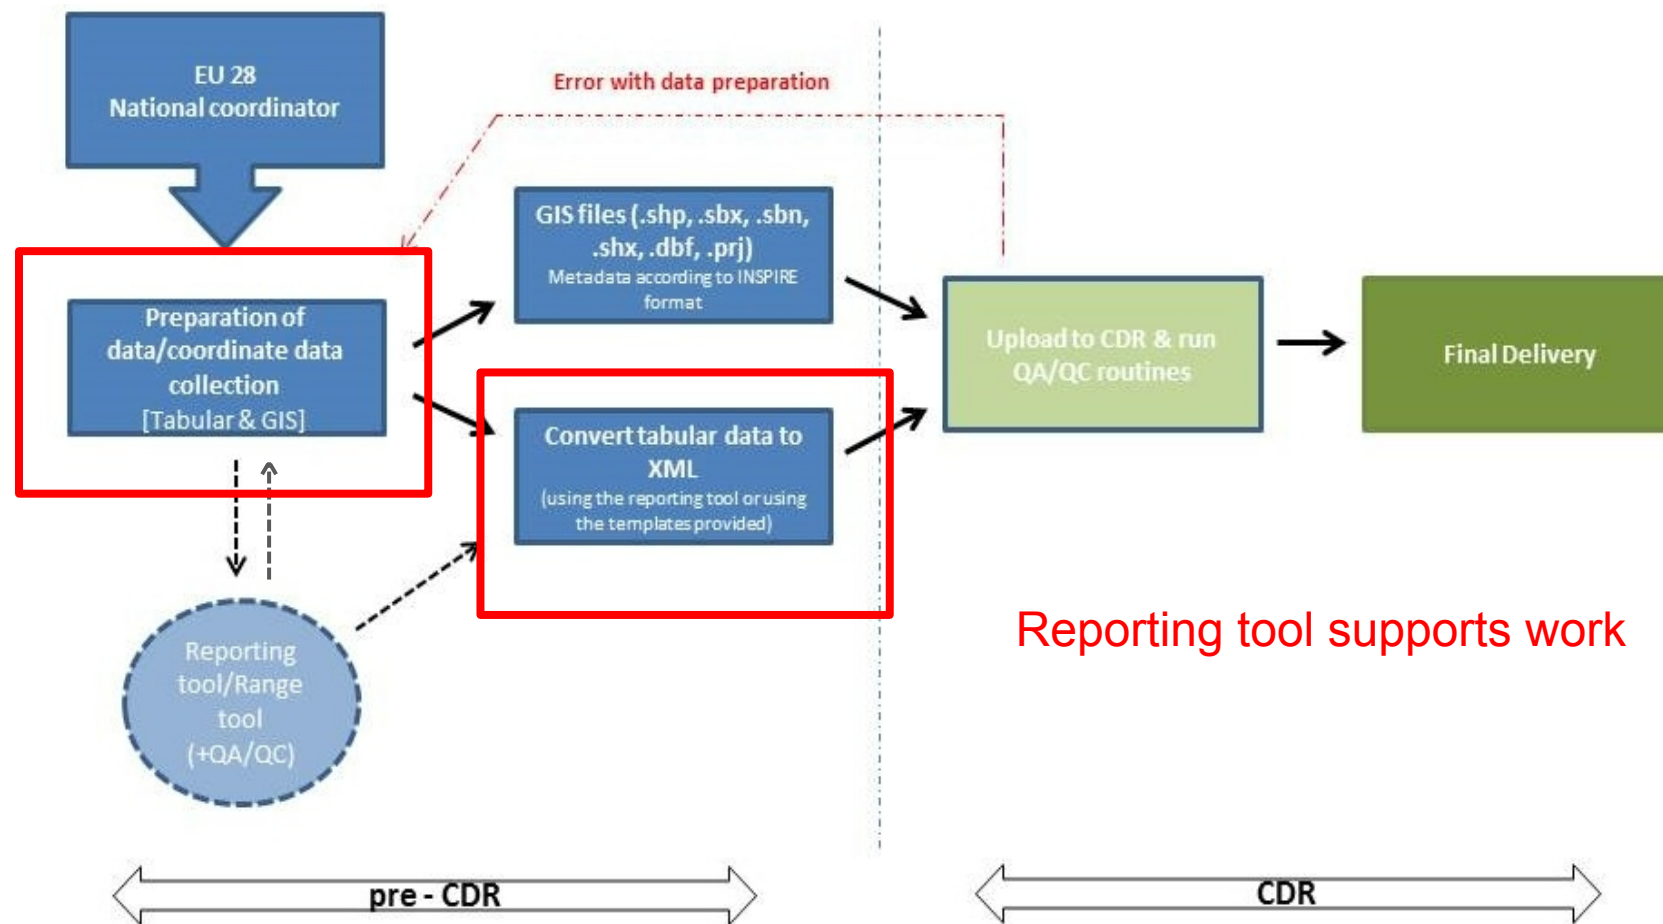 EU 28
National coordinator
Error with data preparation
GIS files (.shp, .sbx, .sbn,
.shx, .dbf, .prj)
Metadata according to INSPIRE
format
Preparation of
data/coordinate data
collection
[Tabular & GIS]
Upload to CDR & run
QA/QC routines
Final Delivery
Convert tabular data to
XML
(using the reporting tool or using
the templates provided)
Reporting tool supports work
Reporting
tool/Range
tool
(+QA/QC)
pre - CDR
CDR